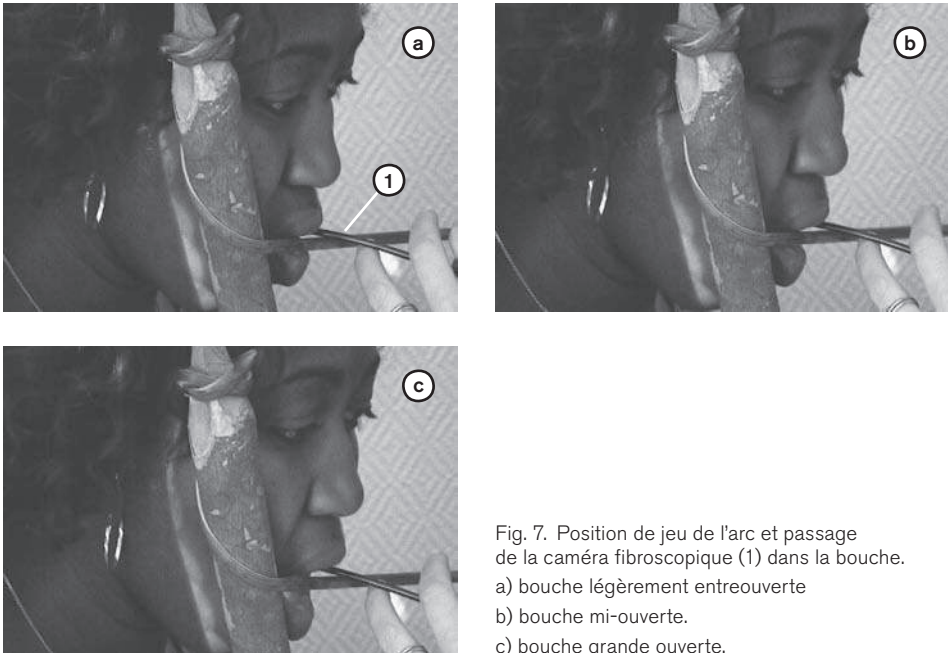 a
b
1
c
Fig. 7. Position de jeu de l'arc et passage
de la caméra fibroscopique (1) dans la bouche.
a) bouche légèrement entreouverte
b) bouche mi-ouverte.
c) bouche grande ouverte.